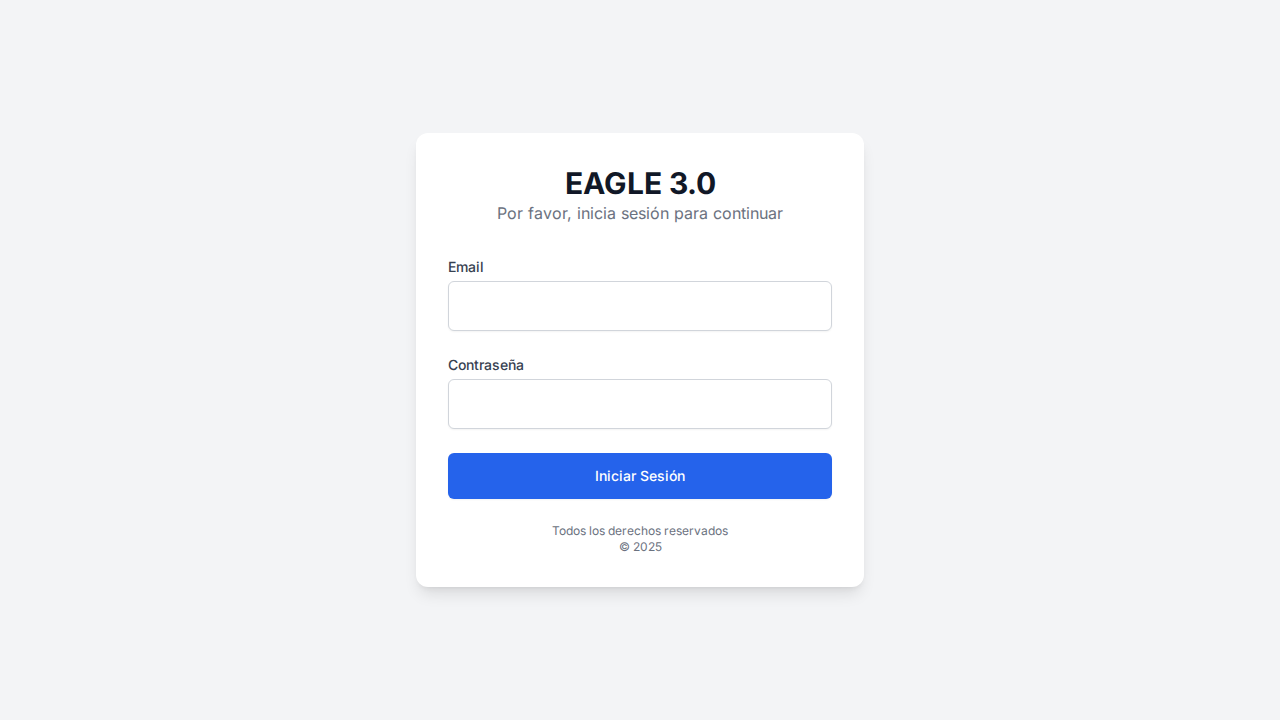 EAGLE 3.0
Por favor, inicia sesión para continuar
Email
Contraseña
Iniciar Sesión
Todos los derechos reservados
© 2025